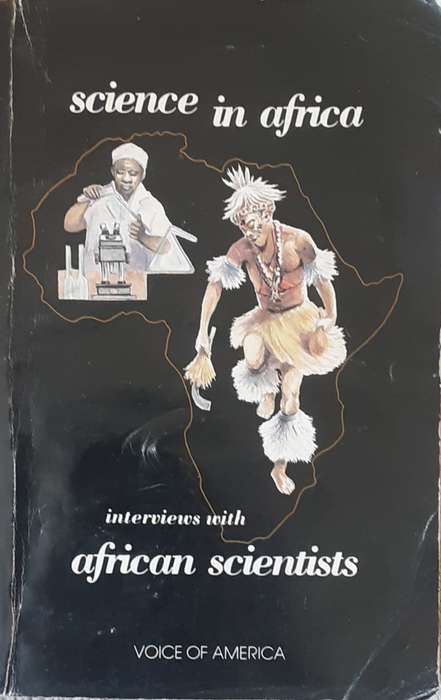 science in africa
interviews with
african scientists
VOICE OF AMERICA